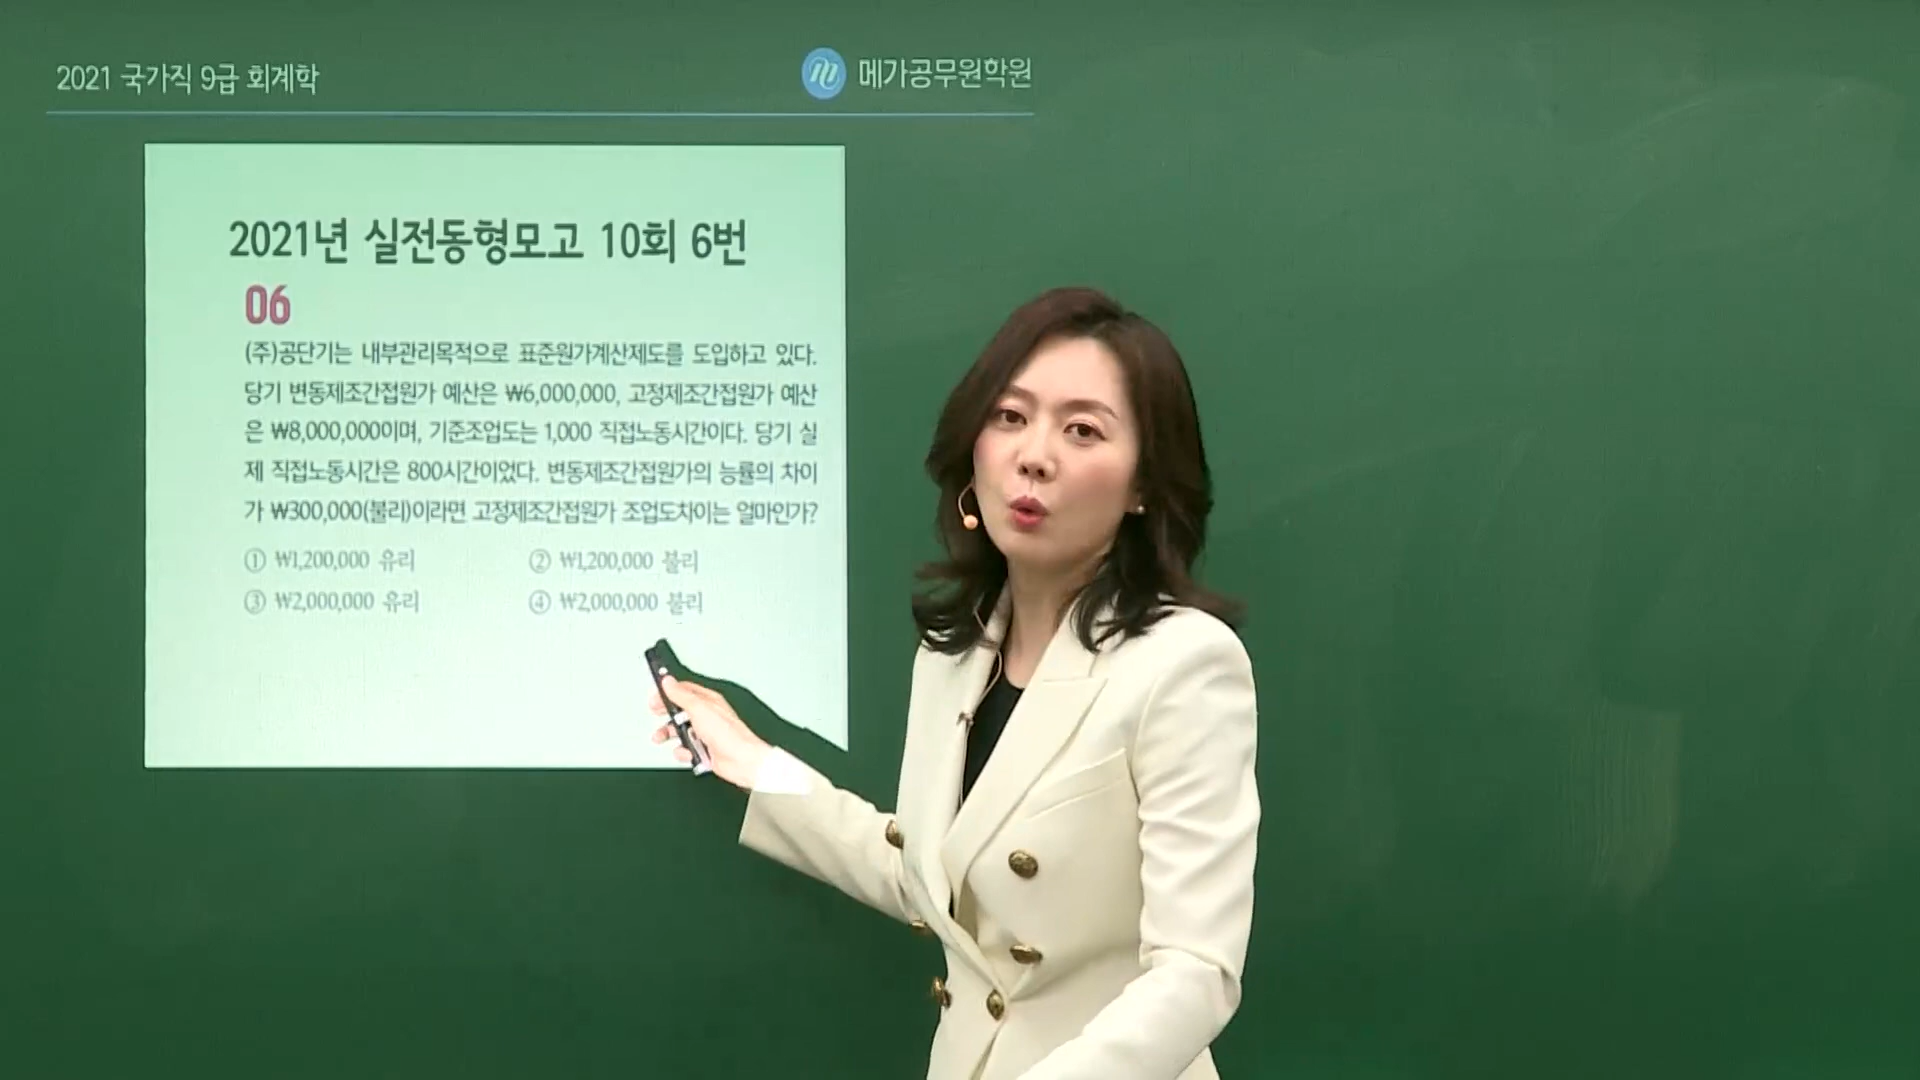 2021 국가직 9급 회계학
메가공무원학원
2021년 실전동형모고 10회 6번
06
(주)공단기는 내부관리목적으로 표준원가계산제도를 도입하고 있다.
당기 변동제조간접원가 예산은 ₩6,000,000, 고정제조간접원가 예산
은 ₩8,000,000이며, 기준조업도는 1,000 직접노동시간이다. 당기 실
제 직접노동시간은 800시간이었다. 변동제조간접원가의 능률의 차이
가 ₩300,000(불리)이라면 고정제조간접원가 조업도차이는 얼마인가?
① ₩1,200,000 유리 ② ₩1,200,000 불리
③ ₩2,000,000 유리 ④ ₩2,000,000 불리